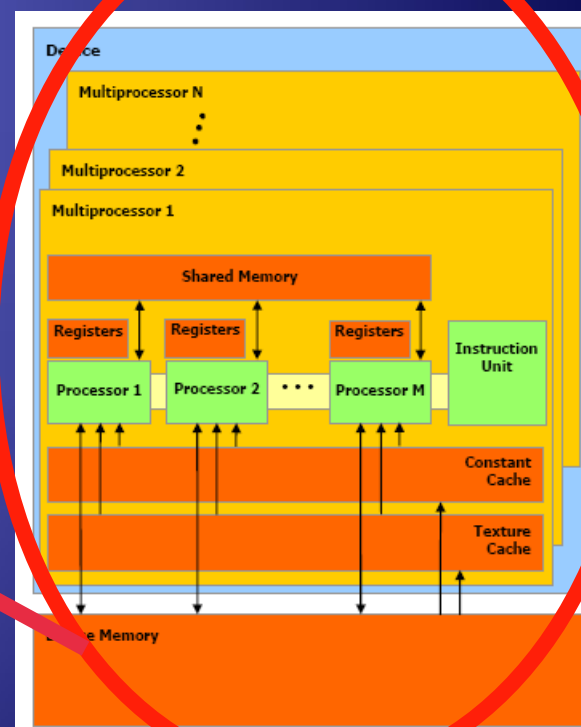 Device
Multiprocessor N
Multiprocessor 2
Multiprocessor 1
Shared Memory
Registers Registers Registers
Processor 1 Processor 2 ••• Processor M
Instruction
Unit
Constant
Cache
Texture
Cache
Memory